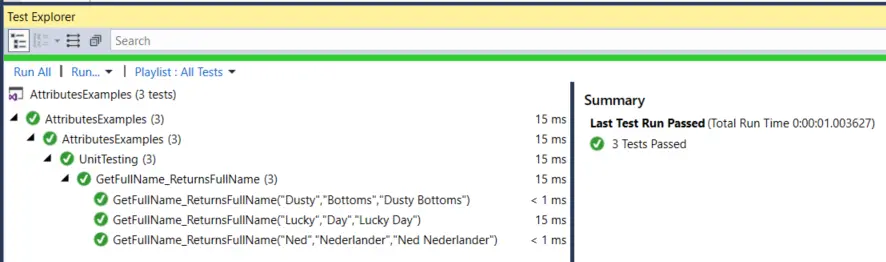 Test Explorer
Search
Run All | Run... Playlist : All Tests
AttributesExamples (3 tests)
AttributesExamples (3) 15 ms
AttributesExamples (3) 15 ms
UnitTesting (3) 15 ms
GetFullName_ReturnsFullName (3) 15 ms
GetFullName_ReturnsFullName("Dusty","Bottoms","Dusty Bottoms") < 1 ms
GetFullName_ReturnsFullName("Lucky","Day","Lucky Day") 15 ms
GetFullName_ReturnsFullName("Ned","Nederlander","Ned Nederlander") < 1 ms
Summary
Last Test Run Passed (Total Run Time 0:00:01.003627)
3 Tests Passed